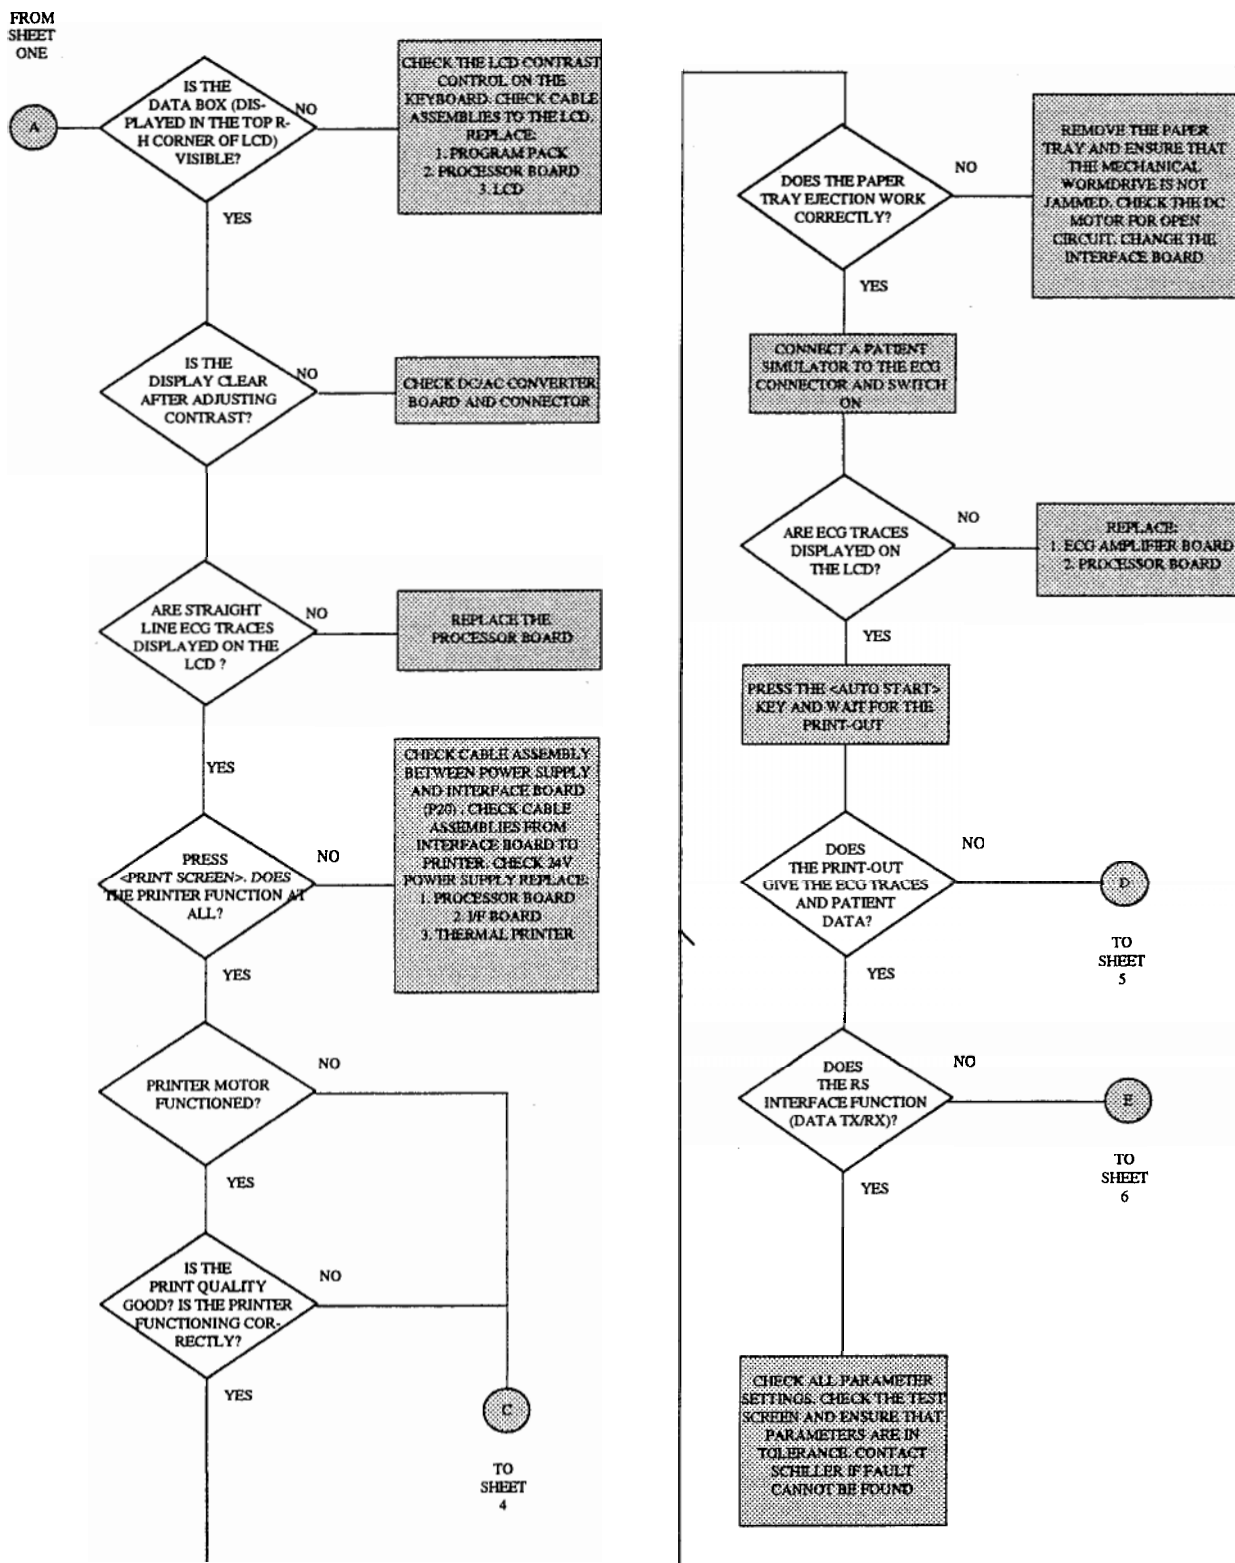 FROM
SHEET
ONE
A
IS THE
DATA BOX (DIS-
PLAYED IN THE TOP R-
H CORNER OF LCD)
VISIBLE?
NO
CHECK THE LCD CONTRAST
CONTROL ON THE
KEYBOARD. CHECK CABLE
ASSEMBLIES TO THE LCD.
REPLACE:
1. PROGRAM PACK
2. PROCESSOR BOARD
3. LCD
YES
IS THE
DISPLAY CLEAR
AFTER ADJUSTING
CONTRAST?
NO
CHECK DC/AC CONVERTER
BOARD AND CONNECTOR
ARE STRAIGHT
LINE ECG TRACES
DISPLAYED ON THE
LCD ?
NO
REPLACE THE
PROCESSOR BOARD
YES
PRESS
<PRINT SCREEN>. DOES
THE PRINTER FUNCTION AT
ALL?
NO
CHECK CABLE ASSEMBLY
BETWEEN POWER SUPPLY
AND INTERFACE BOARD
(P20) . CHECK CABLE
ASSEMBLIES FROM
INTERFACE BOARD TO
PRINTER. CHECK 24V
POWER SUPPLY REPLACE:
1. PROCESSOR BOARD
2. I/F BOARD
3. THERMAL PRINTER
YES
PRINTER MOTOR
FUNCTIONED?
NO
YES
IS THE
PRINT QUALITY
GOOD? IS THE PRINTER
FUNCTIONING COR-
RECTLY?
NO
YES
C
TO
SHEET
4
DOES THE PAPER
TRAY EJECTION WORK
CORRECTLY?
NO
REMOVE THE PAPER
TRAY AND ENSURE THAT
THE MECHANICAL
WORMDRIVE IS NOT
JAMMED. CHECK THE DC
MOTOR FOR OPEN
CIRCUIT. CHANGE THE
INTERFACE BOARD
YES
CONNECT A PATIENT
SIMULATOR TO THE ECG
CONNECTOR AND SWITCH
ON
ARE ECG TRACES
DISPLAYED ON
THE LCD?
NO
REPLACE:
1. ECG AMPLIFIER BOARD
2. PROCESSOR BOARD
YES
PRESS THE <AUTO START>
KEY AND WAIT FOR THE
PRINT-OUT
DOES
THE PRINT-OUT
GIVE THE ECG TRACES
AND PATIENT
DATA?
NO
D
TO
SHEET
5
YES
DOES
THE RS
INTERFACE FUNCTION
(DATA TX/RX)?
NO
E
TO
SHEET
6
YES
CHECK ALL PARAMETER
SETTINGS. CHECK THE TEST
SCREEN AND ENSURE THAT
PARAMETERS ARE IN
TOLERANCE. CONTACT
SCHILLER IF FAULT
CANNOT BE FOUND